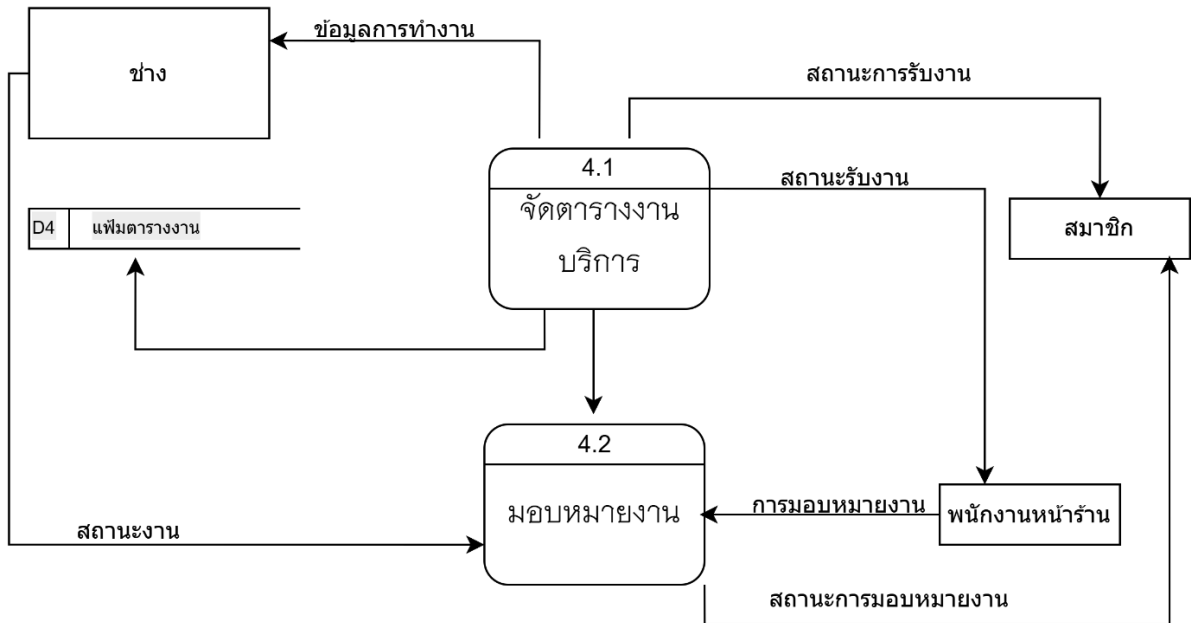 ข้อมูลการทำงาน
ช่าง
สถานะการรับงาน
4.1
สถานะรับงาน
จัดตารางงาน
บริการ
D4 แฟ้มตารางงาน
สมาชิก
4.2
มอบหมายงาน
การมอบหมายงาน
พนักงานหน้าร้าน
สถานะงาน
สถานะการมอบหมายงาน